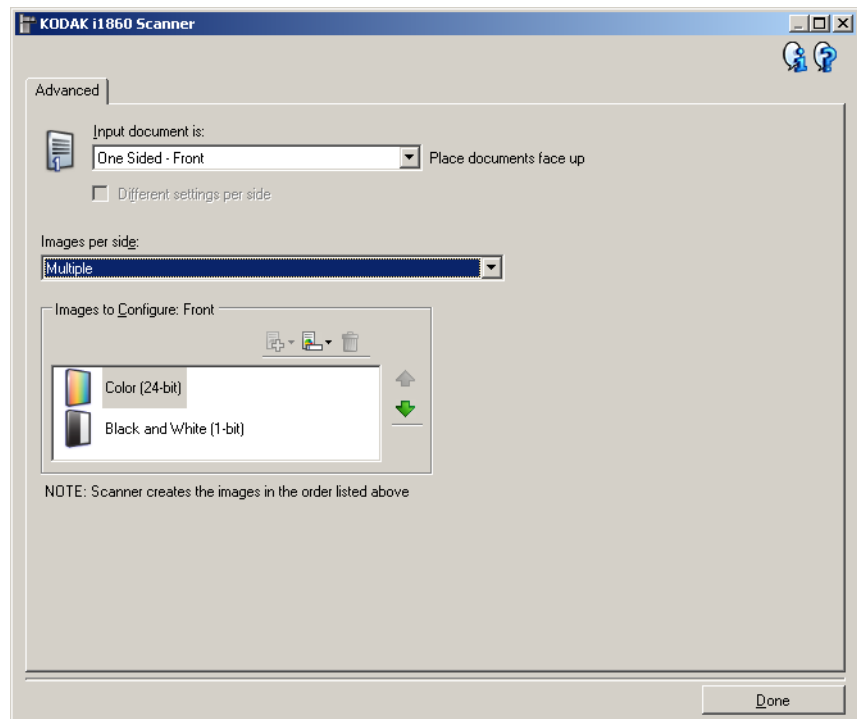 KODAK i1860 Scanner
Advanced
Input document is:
One Sided - Front Place documents face up
Different settings per side
Images per side:
Multiple
Images to Configure: Front
Color (24-bit)
Black and White (1-bit)
NOTE: Scanner creates the images in the order listed above
Done